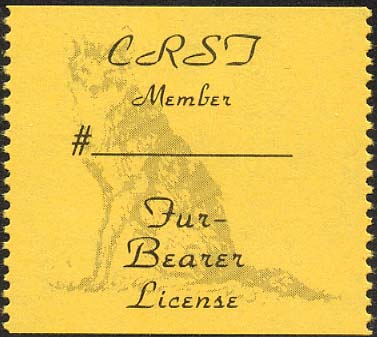 CRST
Member
#
Fur-
Bearer
License